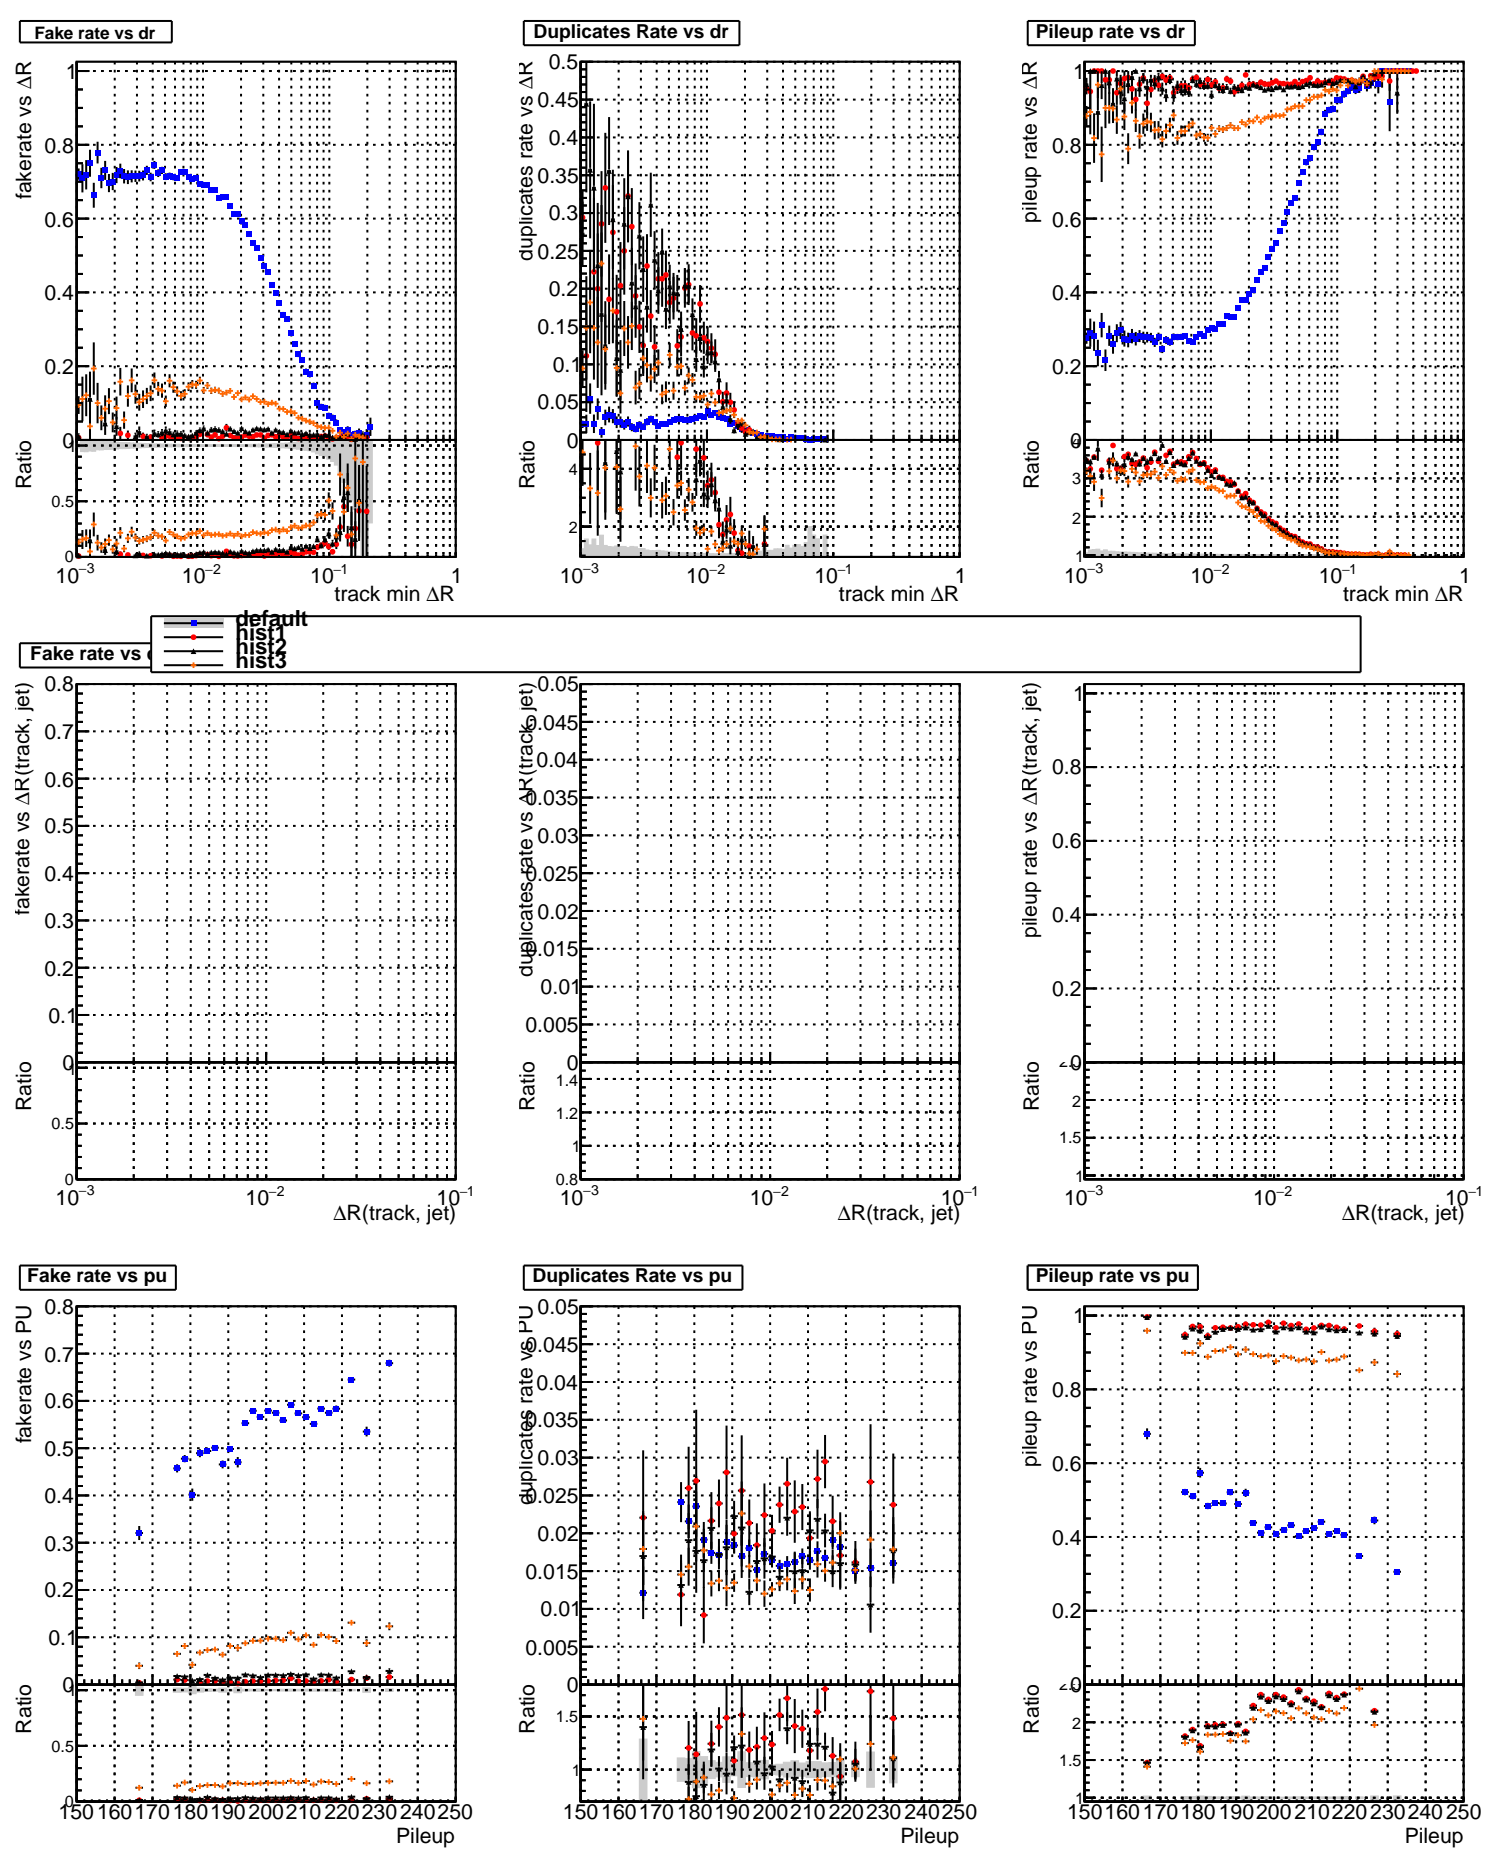 Fake rate vs dr
fakerate vs ΔR
1
0.8
0.6
0.4
0.2
0
Ratio
0.5
0
10⁻³ 10⁻² 10⁻¹ 1
track min ΔR
Duplicates Rate vs dr
duplicates rate vs ΔR
0.5
0.45
0.4
0.35
0.3
0.25
0.2
0.15
0.1
0.05
0
Ratio
4
2
10⁻³ 10⁻² 10⁻¹ 1
track min ΔR
Pileup rate vs dr
pileup rate vs ΔR
1
0.8
0.6
0.4
0.2
0
Ratio
3
2
1
10⁻³ 10⁻² 10⁻¹ 1
track min ΔR
default
hist1
hist2
hist3
Fake rate vs
fakerate vs ΔR(track, jet)
0.8
0.7
0.6
0.5
0.4
0.3
0.2
0.1
0
Ratio
1
0.5
0
10⁻³ 10⁻² 10⁻¹
ΔR(track, jet)
duplicates rate vs ΔR(track, jet)
0.05
0.045
0.04
0.035
0.03
0.025
0.02
0.015
0.01
0.005
0
Ratio
1.4
1.2
1
0.8
10⁻³ 10⁻² 10⁻¹
ΔR(track, jet)
pileup rate vs ΔR(track, jet)
1
0.8
0.6
0.4
0.2
0
Ratio
2
1.5
1
10⁻³ 10⁻² 10⁻¹
ΔR(track, jet)
Fake rate vs pu
fakerate vs PU
0.8
0.7
0.6
0.5
0.4
0.3
0.2
0.1
0
Ratio
1
0.5
0
150 160 170 180 190 200 210 220 230 240 250
Pileup
Duplicates Rate vs pu
duplicates rate vs PU
0.05
0.045
0.04
0.035
0.03
0.025
0.02
0.015
0.01
0.005
0
Ratio
1.5
1
150 160 170 180 190 200 210 220 230 240 250
Pileup
Pileup rate vs pu
pileup rate vs PU
1
0.8
0.6
0.4
0.2
0
Ratio
2
1.5
1
150 160 170 180 190 200 210 220 230 240 250
Pileup